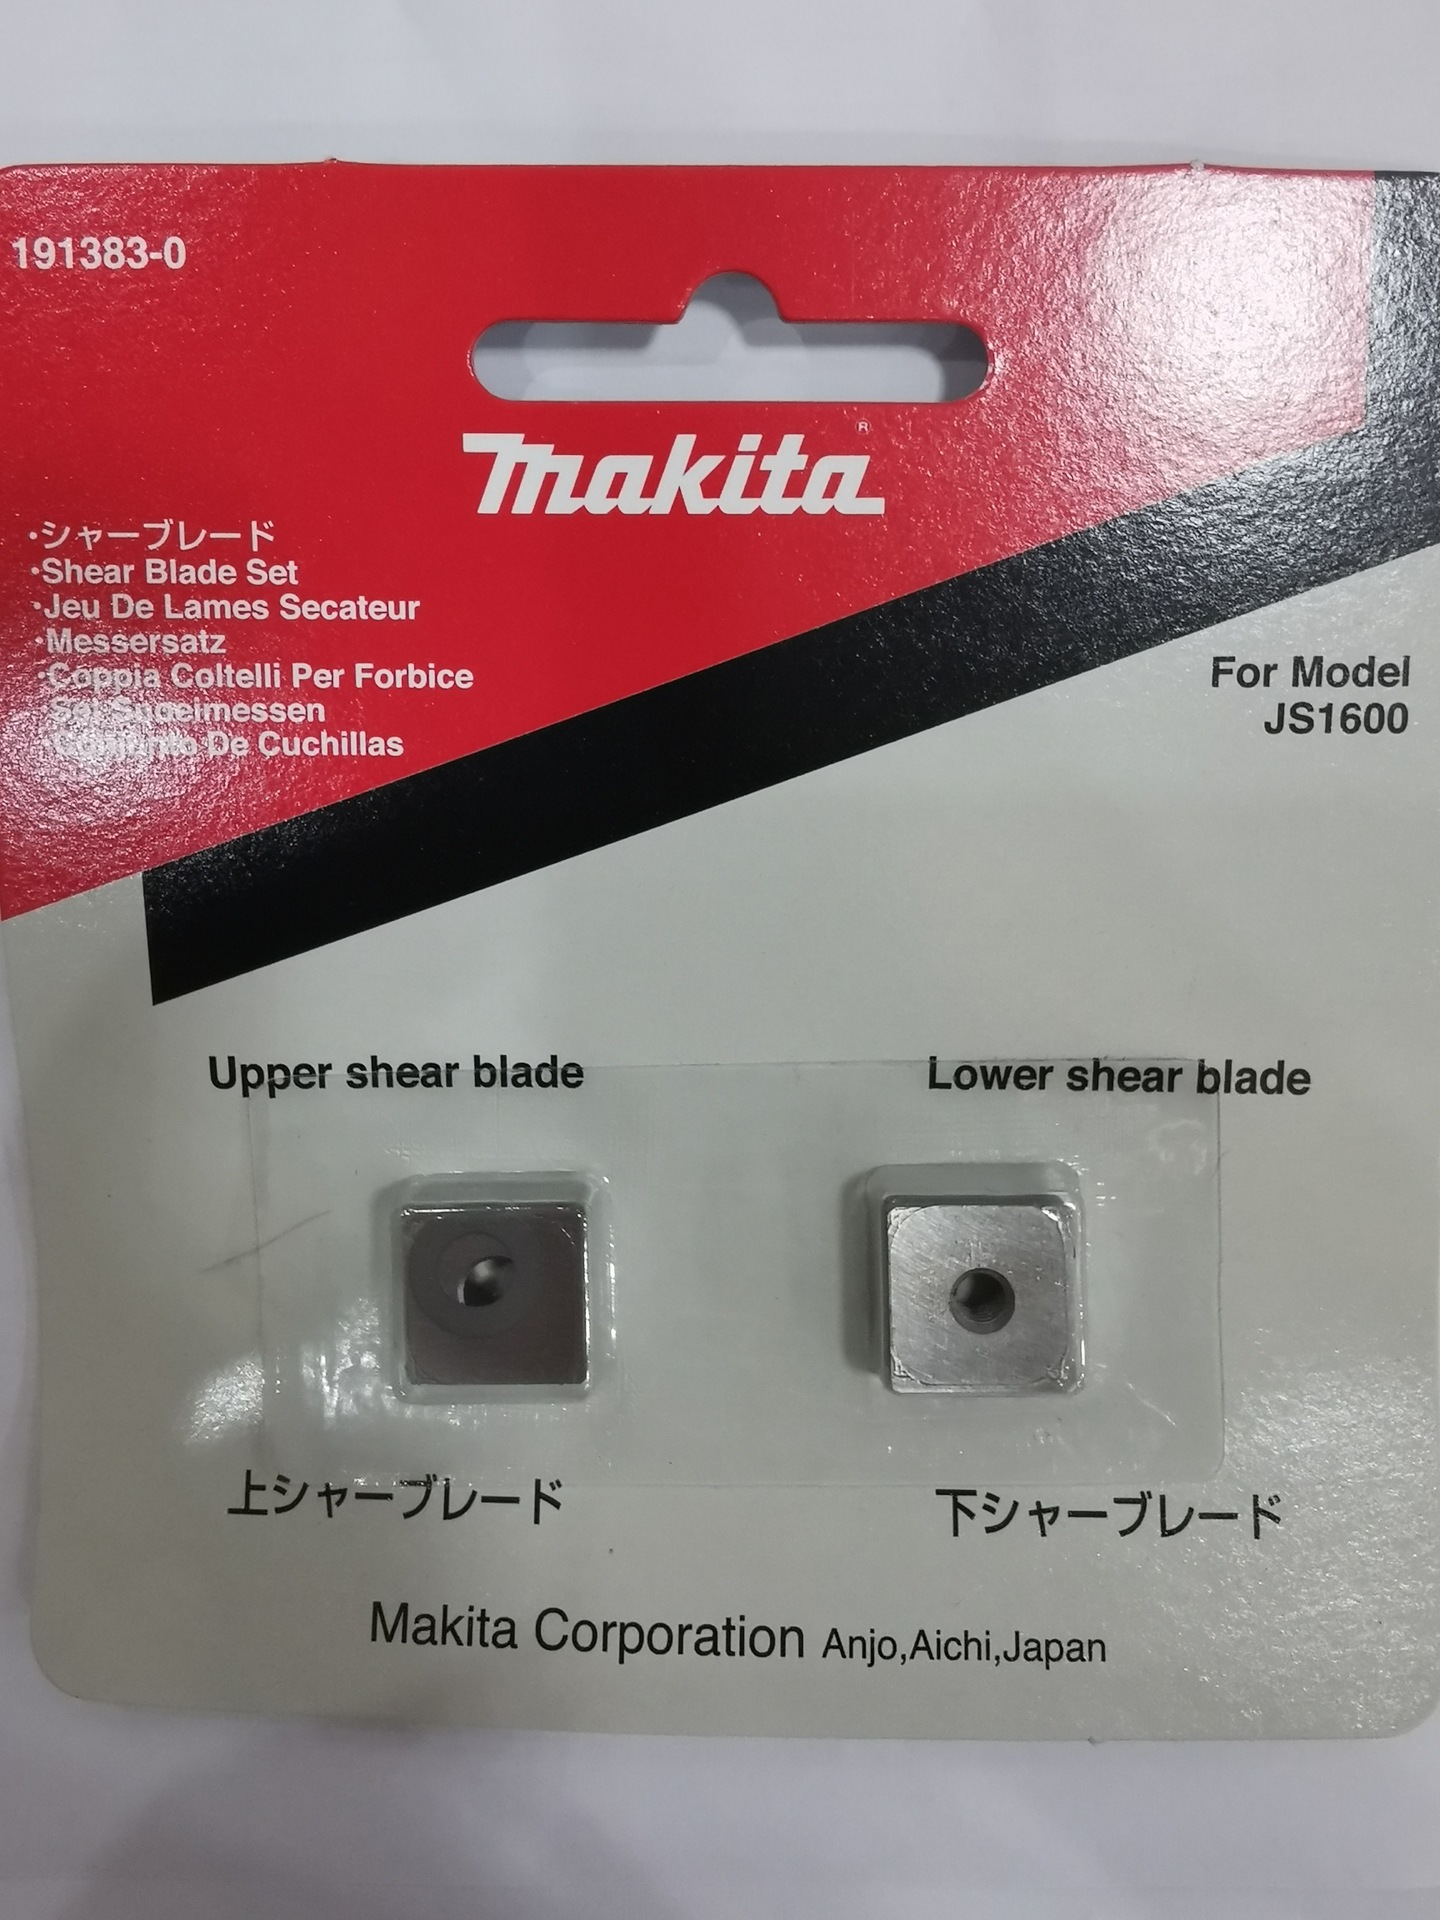 191383-0
makita®
・シャーブレード
・Shear Blade Set
・Jeu De Lames Secateur
・Messersatz
・Coppia Coltelli Per Forbice
De Cuchillas
For Model
JS1600
Upper shear blade
Lower shear blade
上シャーブレード
下シャーブレード
Makita Corporation Anjo,Aichi,Japan